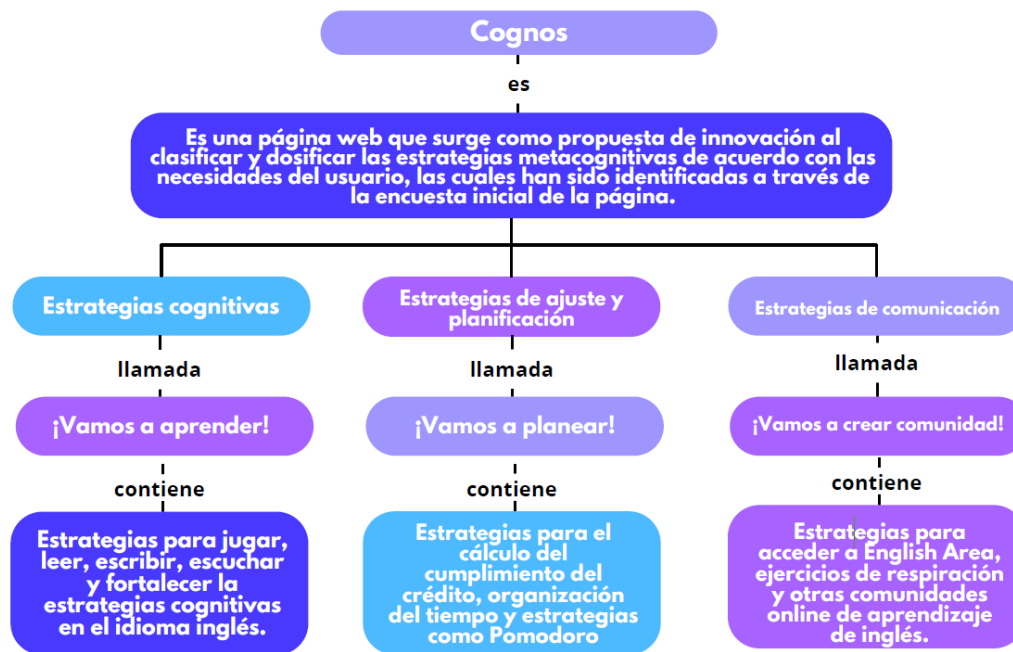 Cognos
es
Es una página web que surge como propuesta de innovación al
clasificar y dosificar las estrategias metacognitivas de acuerdo con las
necesidades del usuario, las cuales han sido identificadas a través de
la encuesta inicial de la página.
Estrategias cognitivas
llamada
¡Vamos a aprender!
contiene
Estrategias para jugar,
leer, escribir, escuchar
y fortalecer la
estrategias cognitivas
en el idioma inglés.
Estrategias de ajuste y
planificación
llamada
¡Vamos a planear!
contiene
Estrategias para el
cálculo del
cumplimiento del
crédito, organización
del tiempo y estrategias
como Pomodoro
Estrategias de comunicación
llamada
¡Vamos a crear comunidad!
contiene
Estrategias para
acceder a English Area,
ejercicios de respiración
y otras comunidades
online de aprendizaje
de inglés.